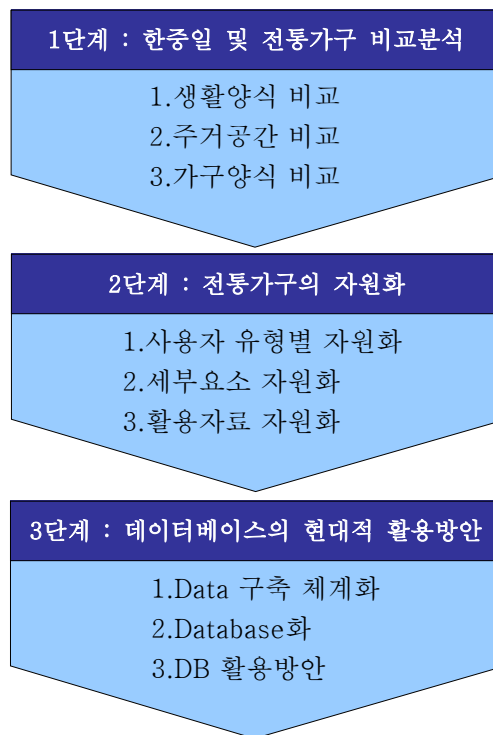 1단계 : 한중일 및 전통가구 비교분석
1.생활양식 비교
2.주거공간 비교
3.가구양식 비교
2단계 : 전통가구의 자원화
1.사용자 유형별 자원화
2.세부요소 자원화
3.활용자료 자원화
3단계 : 데이터베이스의 현대적 활용방안
1.Data 구축 체계화
2.Database화
3.DB 활용방안